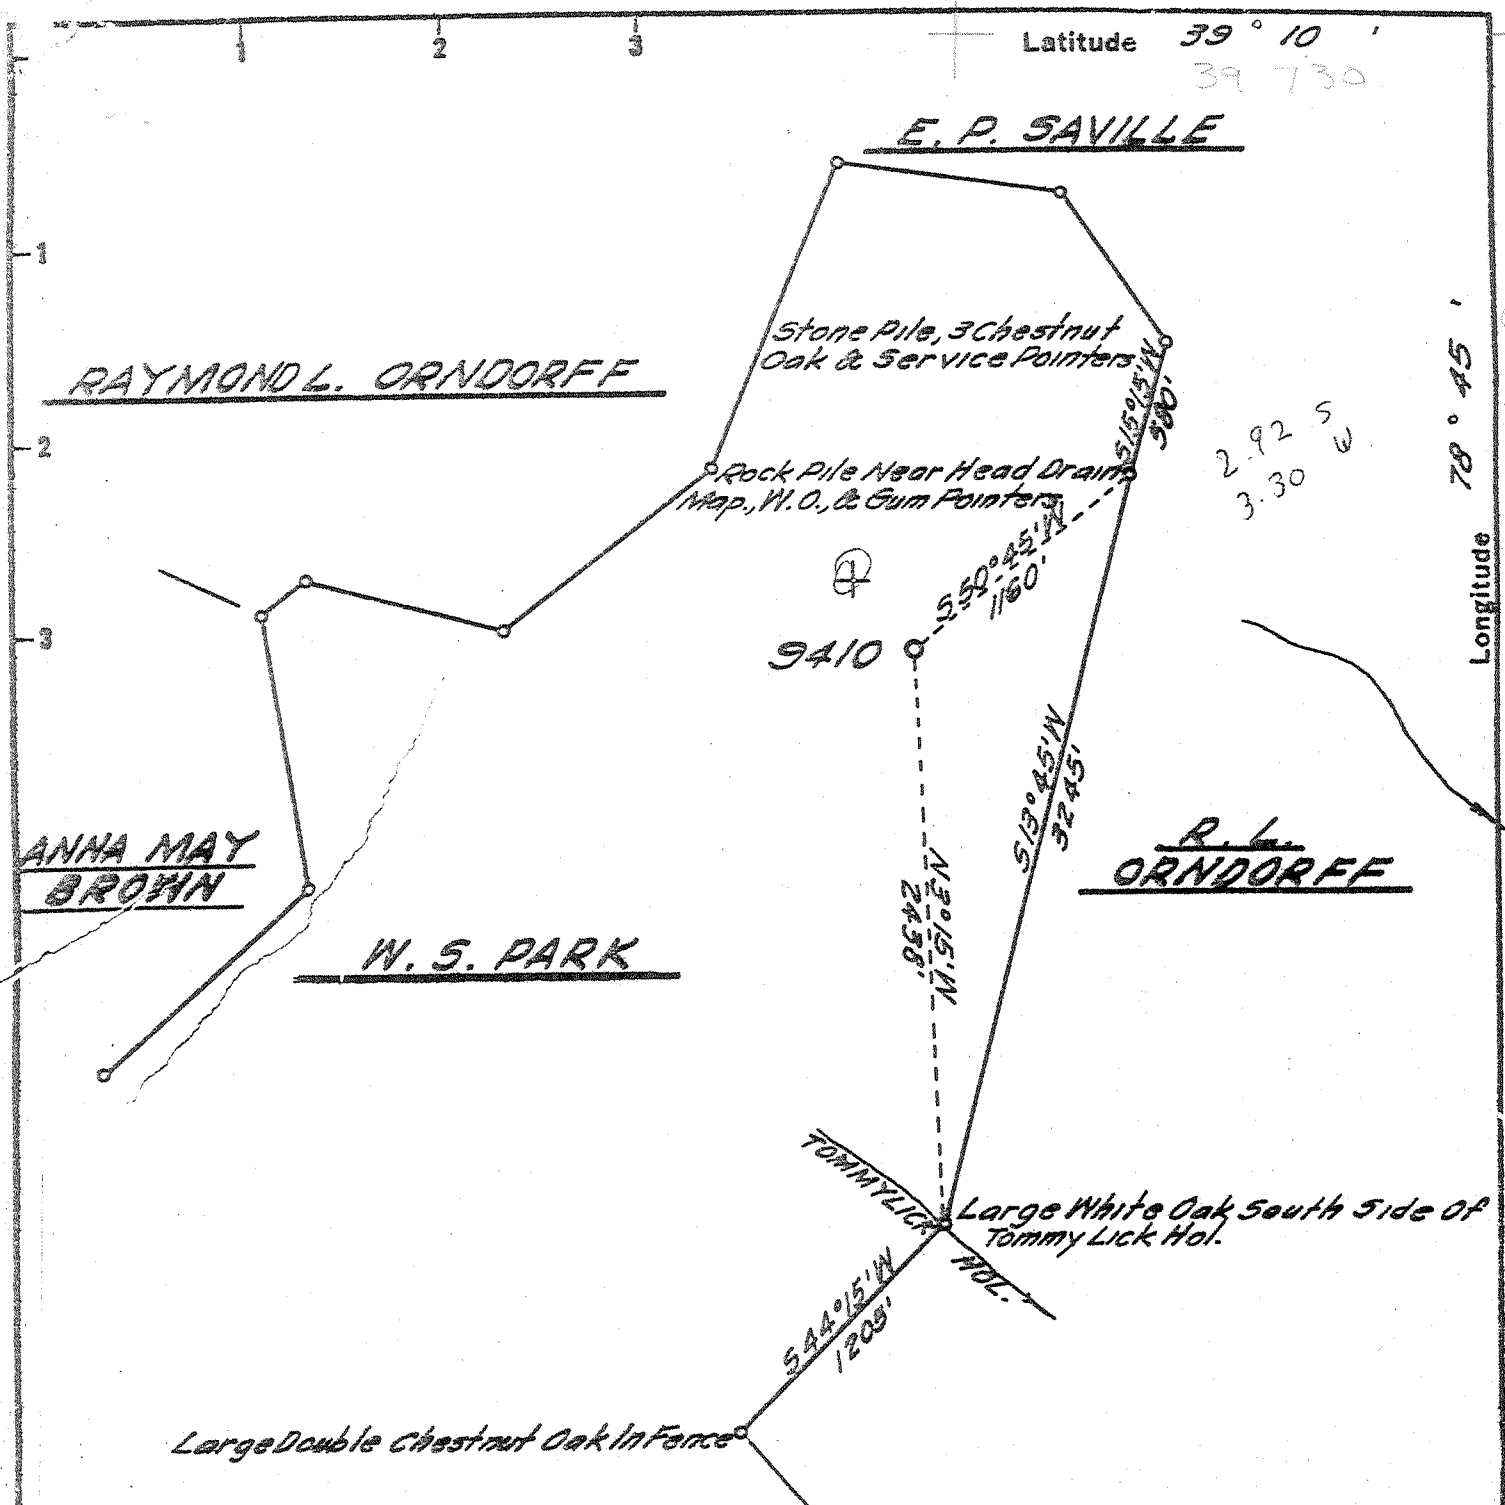 1 2 3
Latitude 39° 10'
39 730
E. P. SAVILLE
1
Stone Pile, 3 Chestnut
Oak & Service Pointers
S15°15'W
580'
RAYMOND L. ORNDORFF
78° 45'
Longitude
2
2.92 S
3.30 W
Rock Pile Near Head Drain
Map., W.O., & Gum Pointers
S50°45'W
1160'
3
9410
S13°45'W
3245'
N3°15'W
2438'
ANNA MAY
BROWN
R. L.
ORNDORFF
W. S. PARK
TOMMY LICK
HOL.
Large White Oak South Side Of
Tommy Lick Hol.
S44°15'W
1205'
Large Double Chestnut Oak In Fence